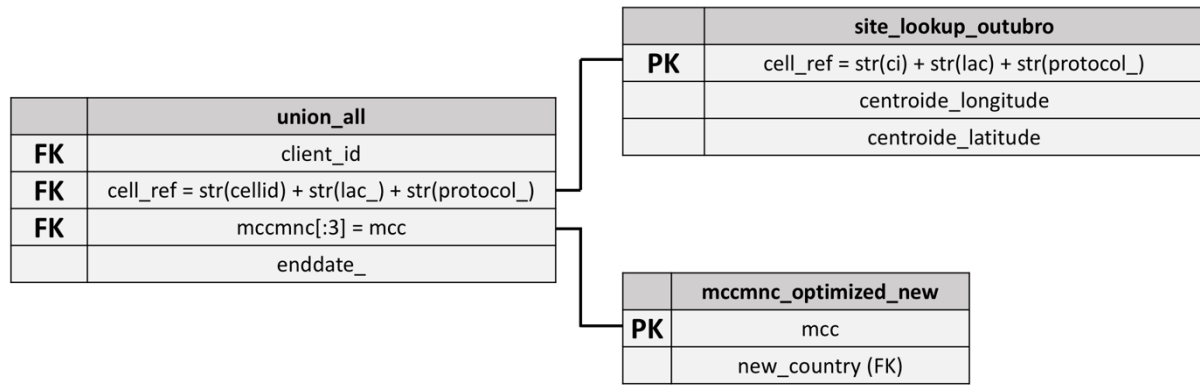 site_lookup_outubro
PK cell_ref = str(ci) + str(lac) + str(protocol_)
centroide_longitude
centroide_latitude
union_all
FK client_id
FK cell_ref = str(cellid) + str(lac_) + str(protocol_)
FK mccmnc[:3] = mcc
enddate_
mccmnc_optimized_new
PK mcc
new_country (FK)